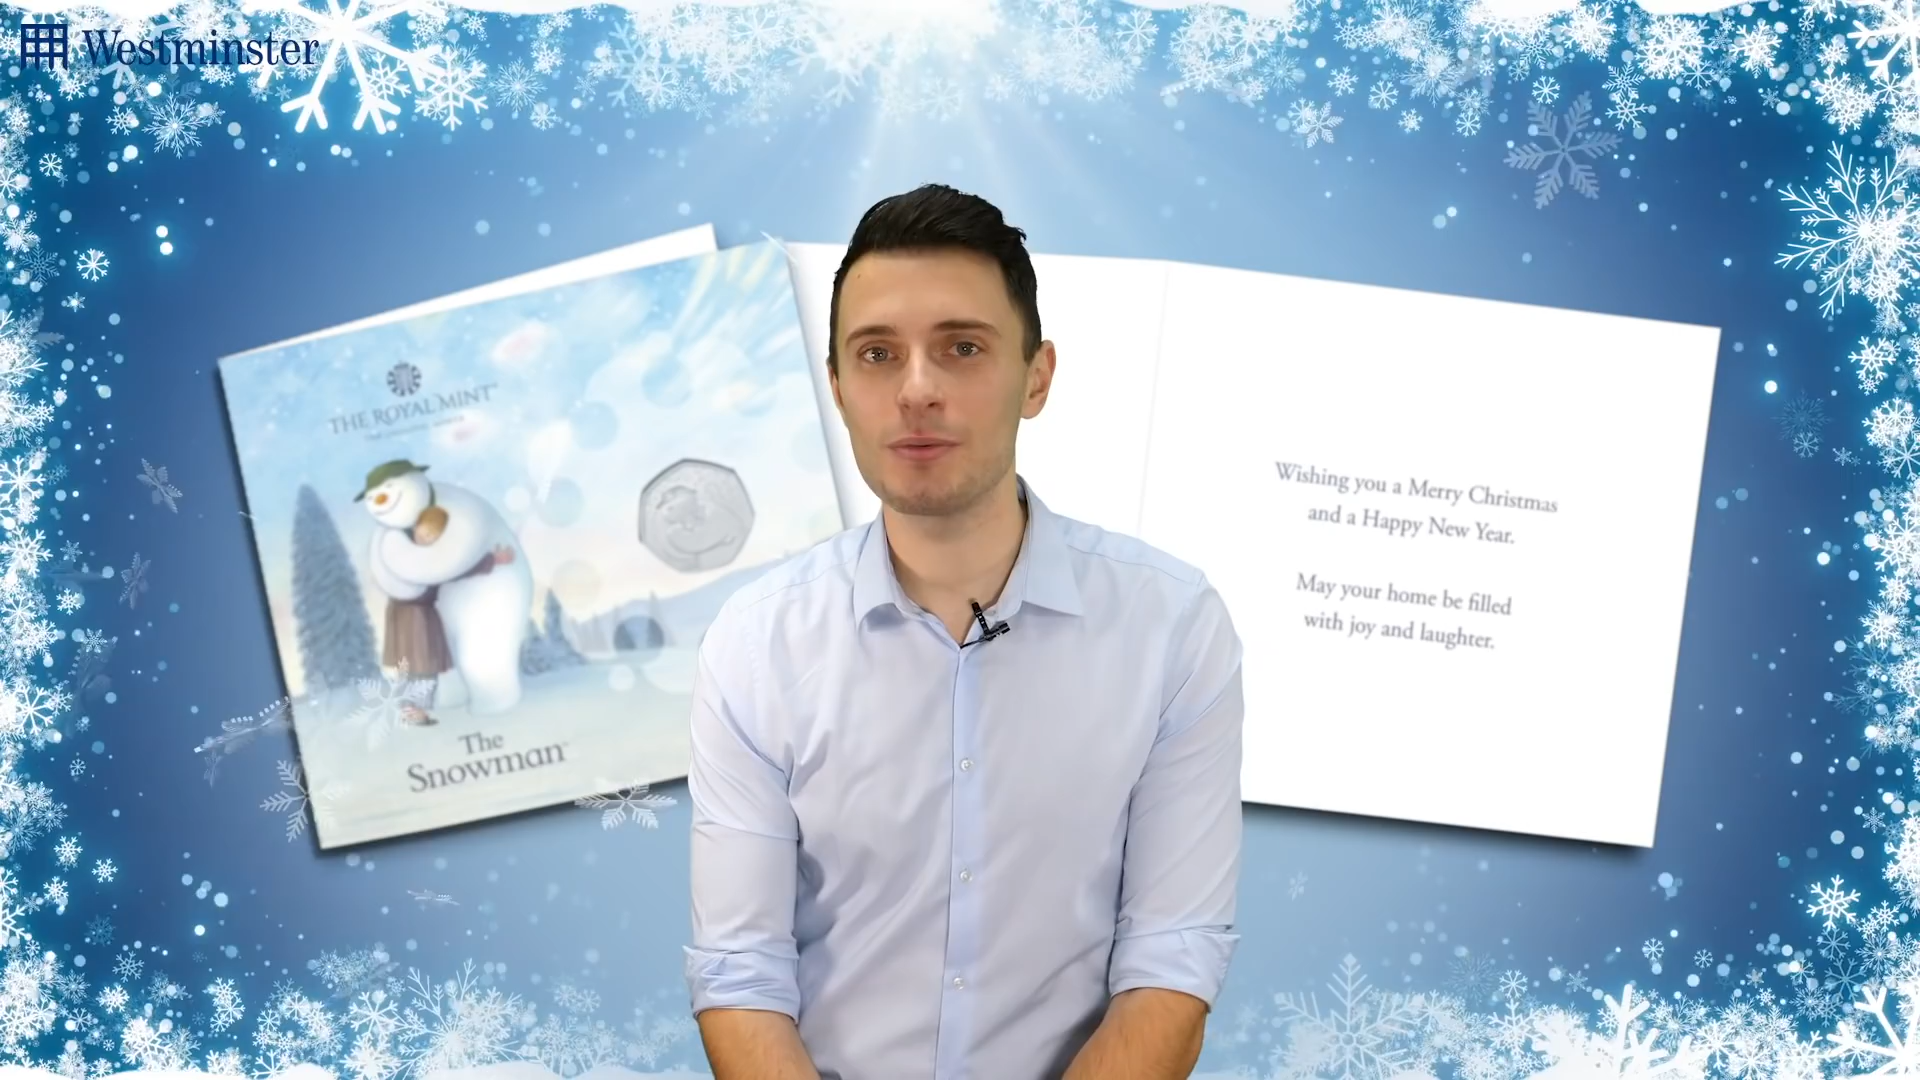 Westminster
THE ROYAL MINT
The
Snowman
Wishing you a Merry Christmas
and a Happy New Year.
May your home be filled
with joy and laughter.